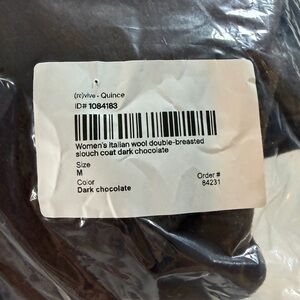 (re)vive - Quince
ID# 1084183
Women's italian wool double-breasted
slouch coat dark chocolate
Size
M
Color
Dark chocolate
Order #
84231